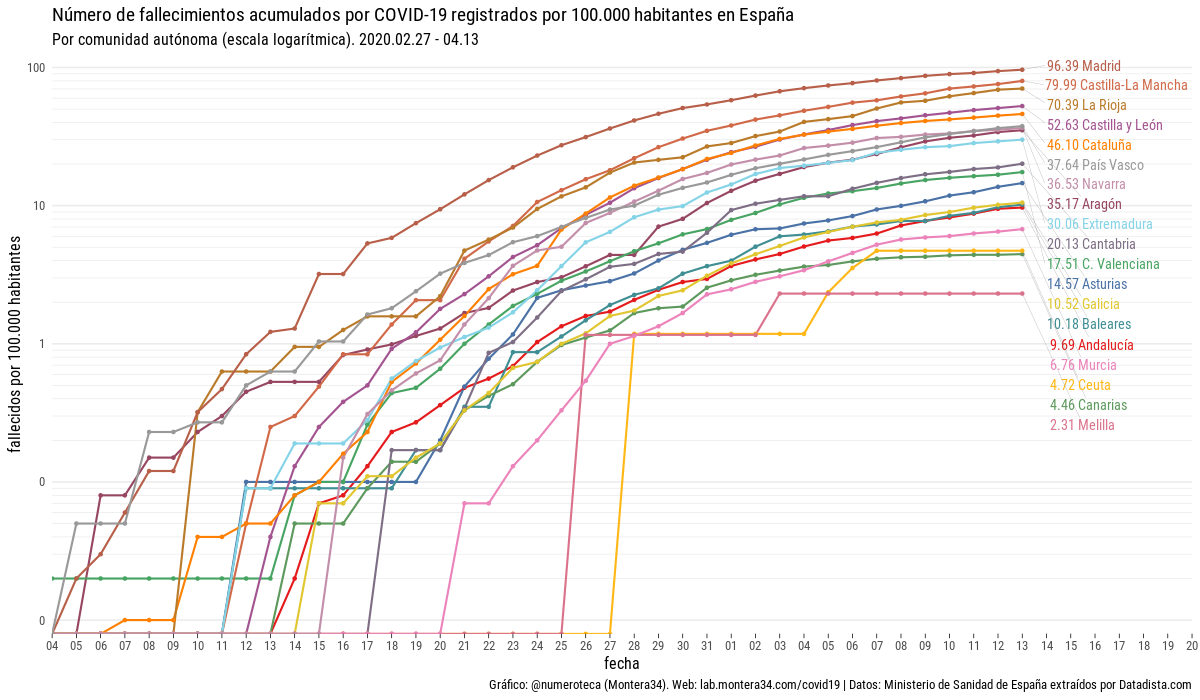 Número de fallecimientos acumulados por COVID-19 registrados por 100.000 habitantes en España
Por comunidad autónoma (escala logarítmica). 2020.02.27 - 04.13
fallecidos por 100.000 habitantes
100
10
1
0
0
96.39 Madrid
79.99 Castilla-La Mancha
70.39 La Rioja
52.63 Castilla y León
46.10 Cataluña
37.64 País Vasco
36.53 Navarra
35.17 Aragón
30.06 Extremadura
20.13 Cantabria
17.51 C. Valenciana
14.57 Asturias
10.52 Galicia
10.18 Baleares
9.69 Andalucía
6.76 Murcia
4.72 Ceuta
4.46 Canarias
2.31 Melilla
04 05 06 07 08 09 10 11 12 13 14 15 16 17 18 19 20 21 22 23 24 25 26 27 28 29 30 31 01 02 03 04 05 06 07 08 09 10 11 12 13 14 15 16 17 18 19 20
fecha
Gráfico: @numeroteca (Montera34). Web: lab.montera34.com/covid19 | Datos: Ministerio de Sanidad de España extraídos por Datadista.com